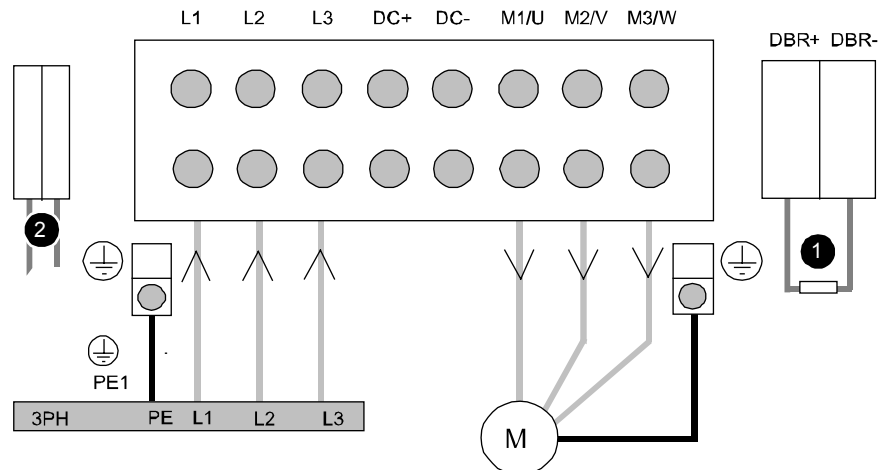 L1 L2 L3 DC+ DC- M1/U M2/V M3/W
DBR+ DBR-
2
1
PE1
3PH PE L1 L2 L3
M